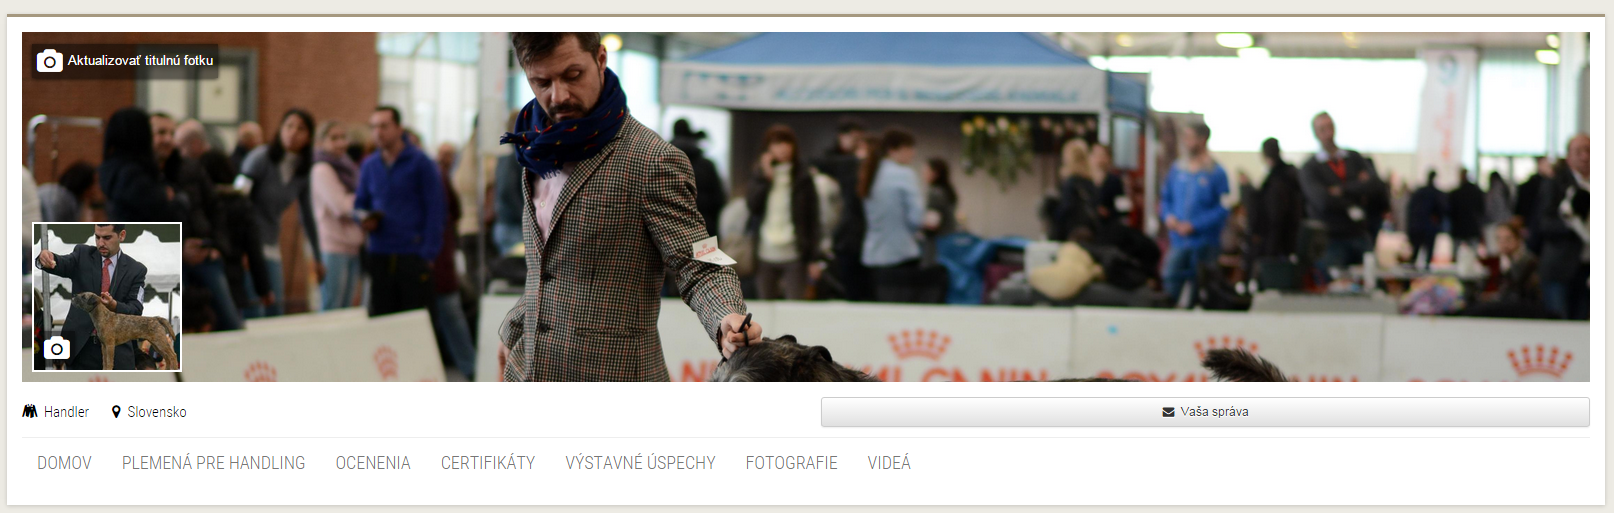 Aktualizovať titulnú fotku
Handler
Slovensko
Vaša správa
DOMOV
PLEMENÁ PRE HANDLING
OCENENIA
CERTIFIKÁTY
VÝSTAVNÉ ÚSPECHY
FOTOGRAFIE
VIDEÁ